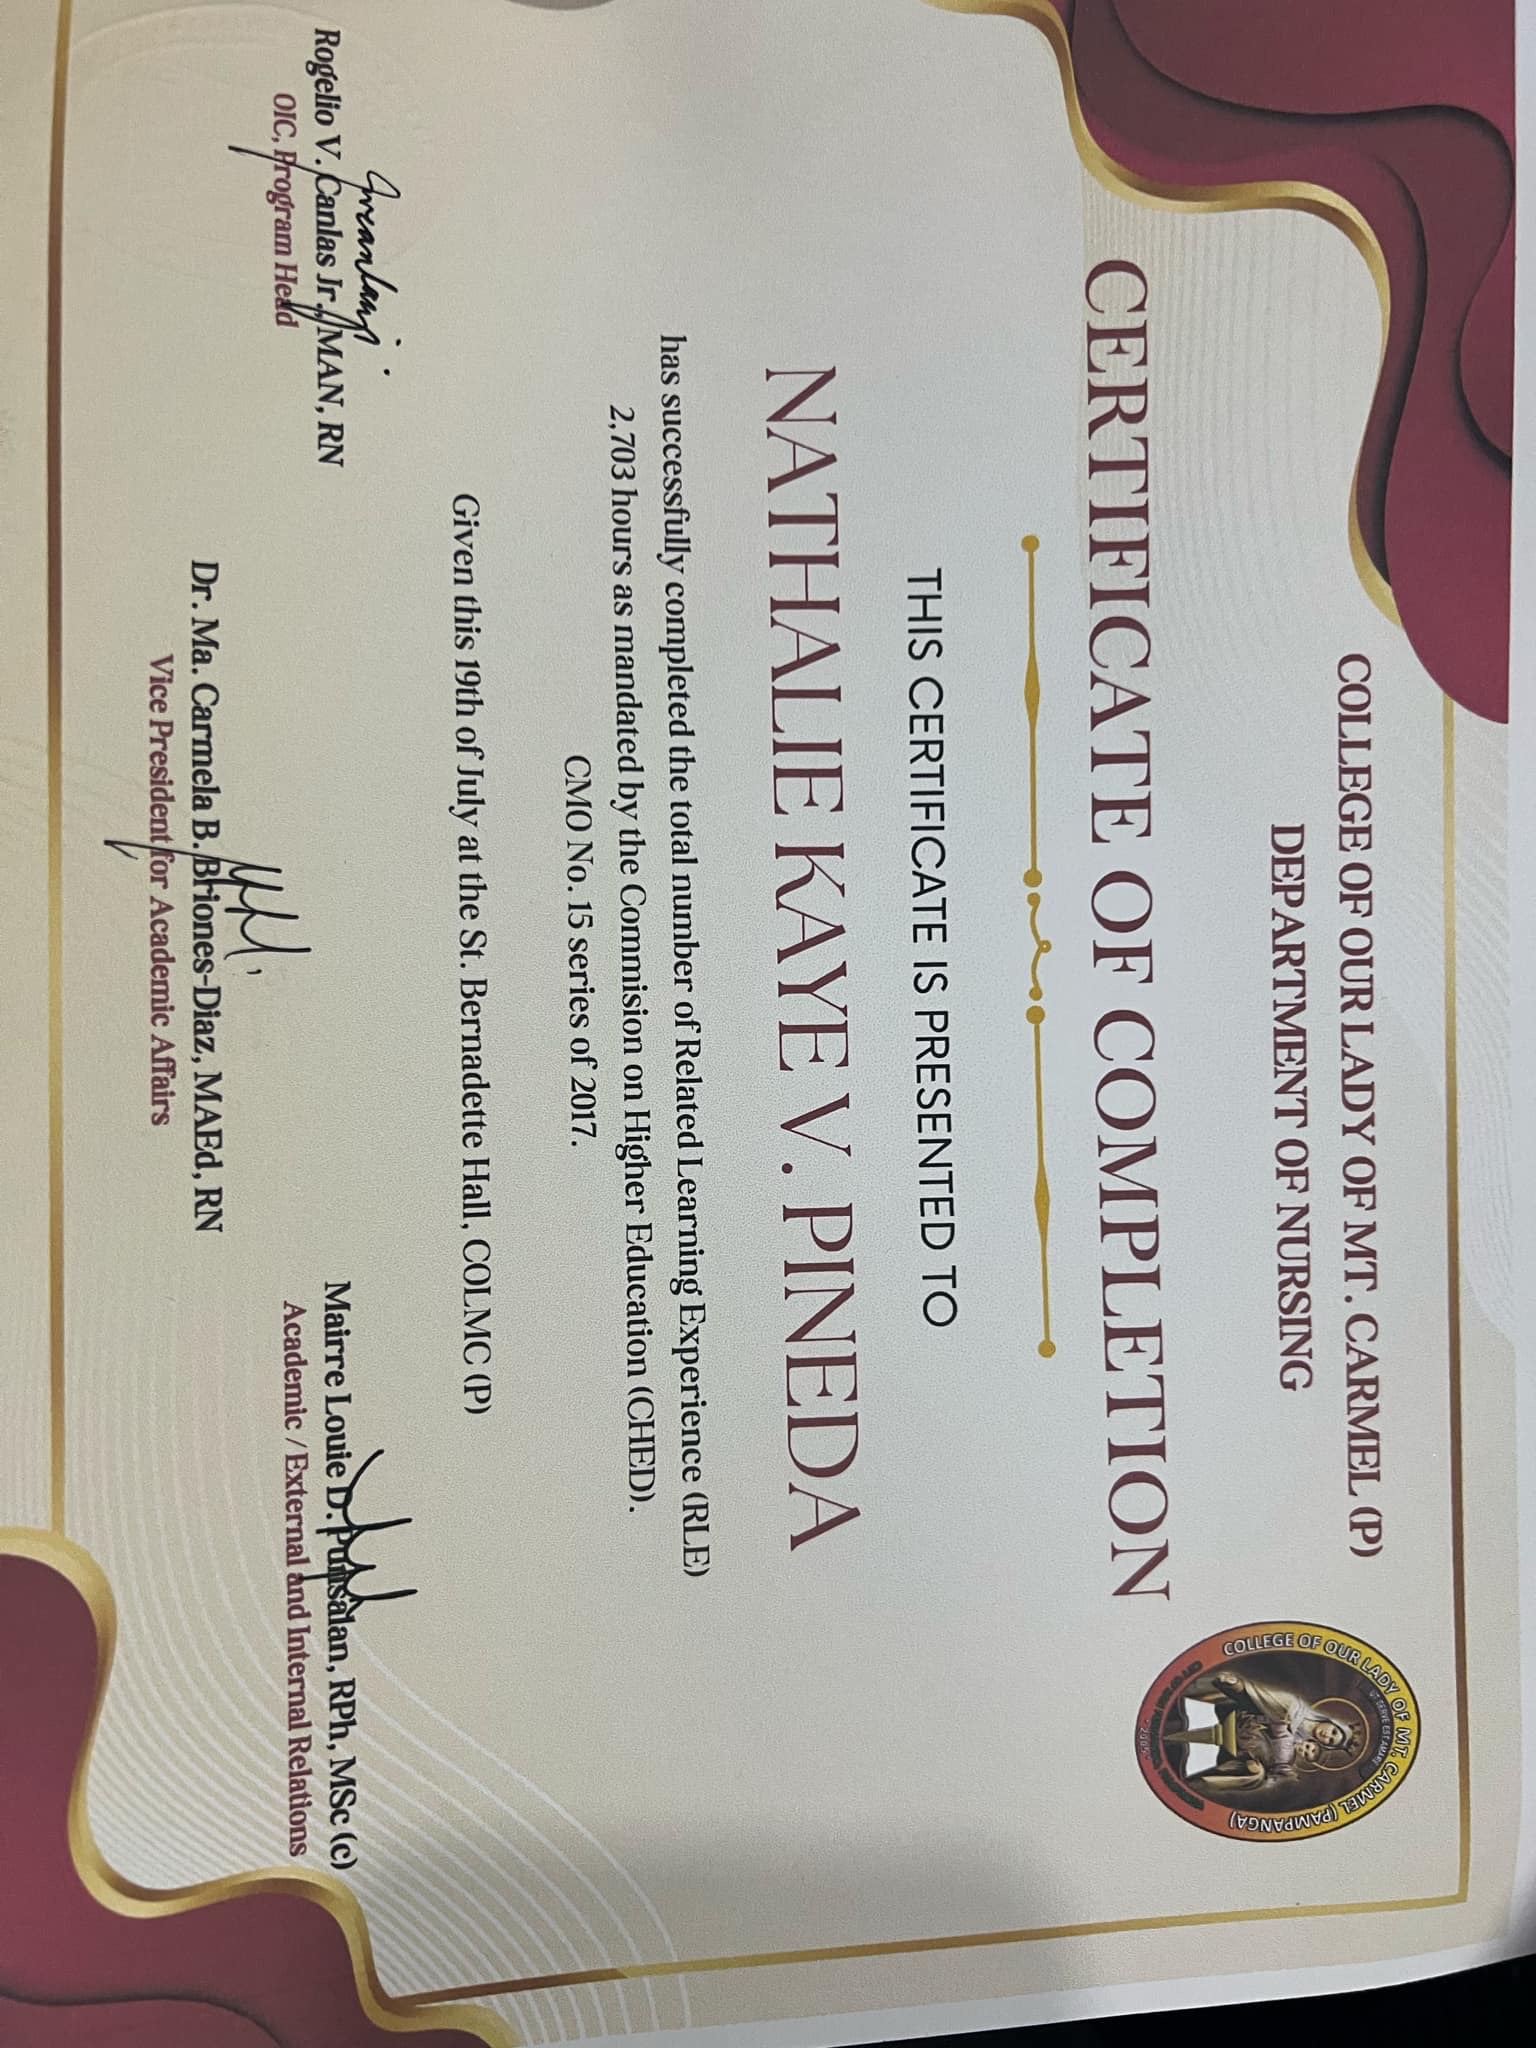 COLLEGE OF OUR LADY OF MT. CARMEL (P)
DEPARTMENT OF NURSING
COLLEGE OF OUR LADY OF MT. CARMEL (PAMPANGA)
2005
CERTIFICATE OF COMPLETION
THIS CERTIFICATE IS PRESENTED TO
NATHALIE KAYE V. PINEDA
has successfully completed the total number of Related Learning Experience (RLE)
2,703 hours as mandated by the Commision on Higher Education (CHED).
CMO No. 15 series of 2017.
Given this 19th of July at the St. Bernadette Hall, COLMC (P)
Rogelio V. Canlas Jr., MAN, RN
OIC, Program Head
Dr. Ma. Carmela B. Briones-Diaz, MAEd, RN
Vice President for Academic Affairs
Mairre Louie D. Punsalan, RPh, MSc (c)
Academic / External and Internal Relations